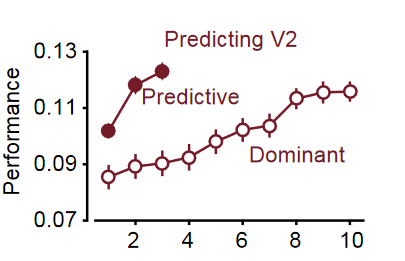 Predicting V2
0.13
0.11
0.09
0.07
Performance
Predictive
Dominant
2 4 6 8 10